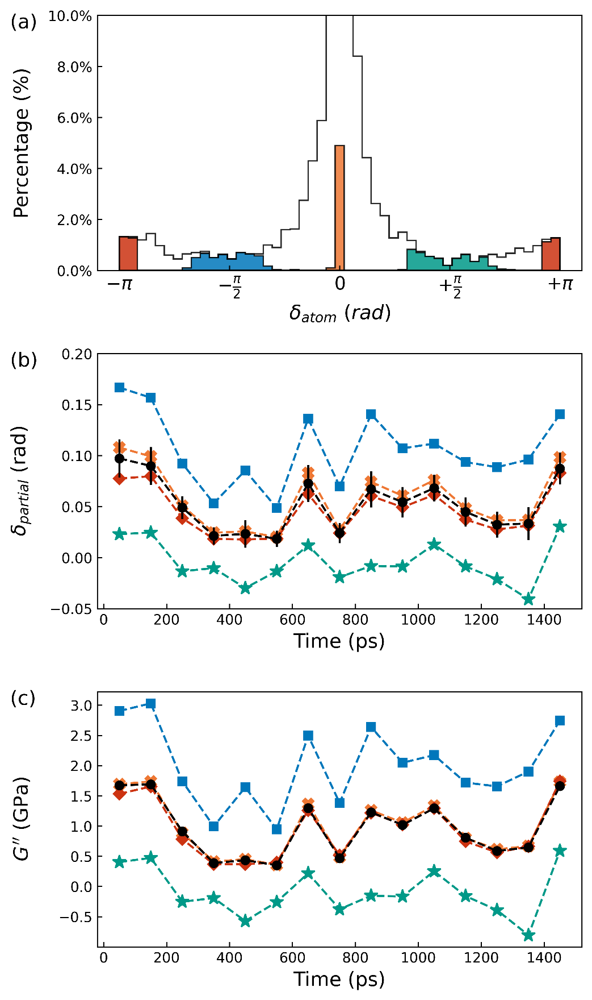 (a)
Percentage (%)
10.0%
8.0%
6.0%
4.0%
2.0%
0.0%
−π
−π/2
0
+π/2
+π
δ_atom (rad)
(b)
δ_partial (rad)
0.20
0.15
0.10
0.05
0.00
−0.05
0 200 400 600 800 1000 1200 1400
Time (ps)
(c)
G″ (GPa)
3.0
2.5
2.0
1.5
1.0
0.5
0.0
−0.5
0 200 400 600 800 1000 1200 1400
Time (ps)